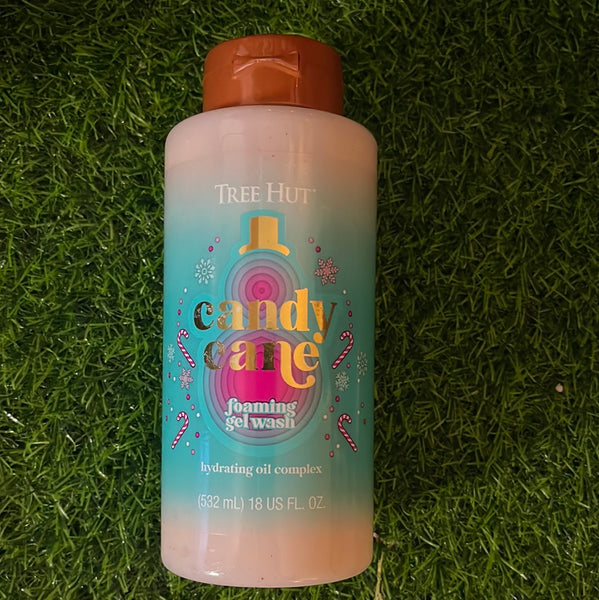 TREE HUT
candy
cane
foaming
gel wash
hydrating oil complex
(532 mL) 18 US FL. OZ.